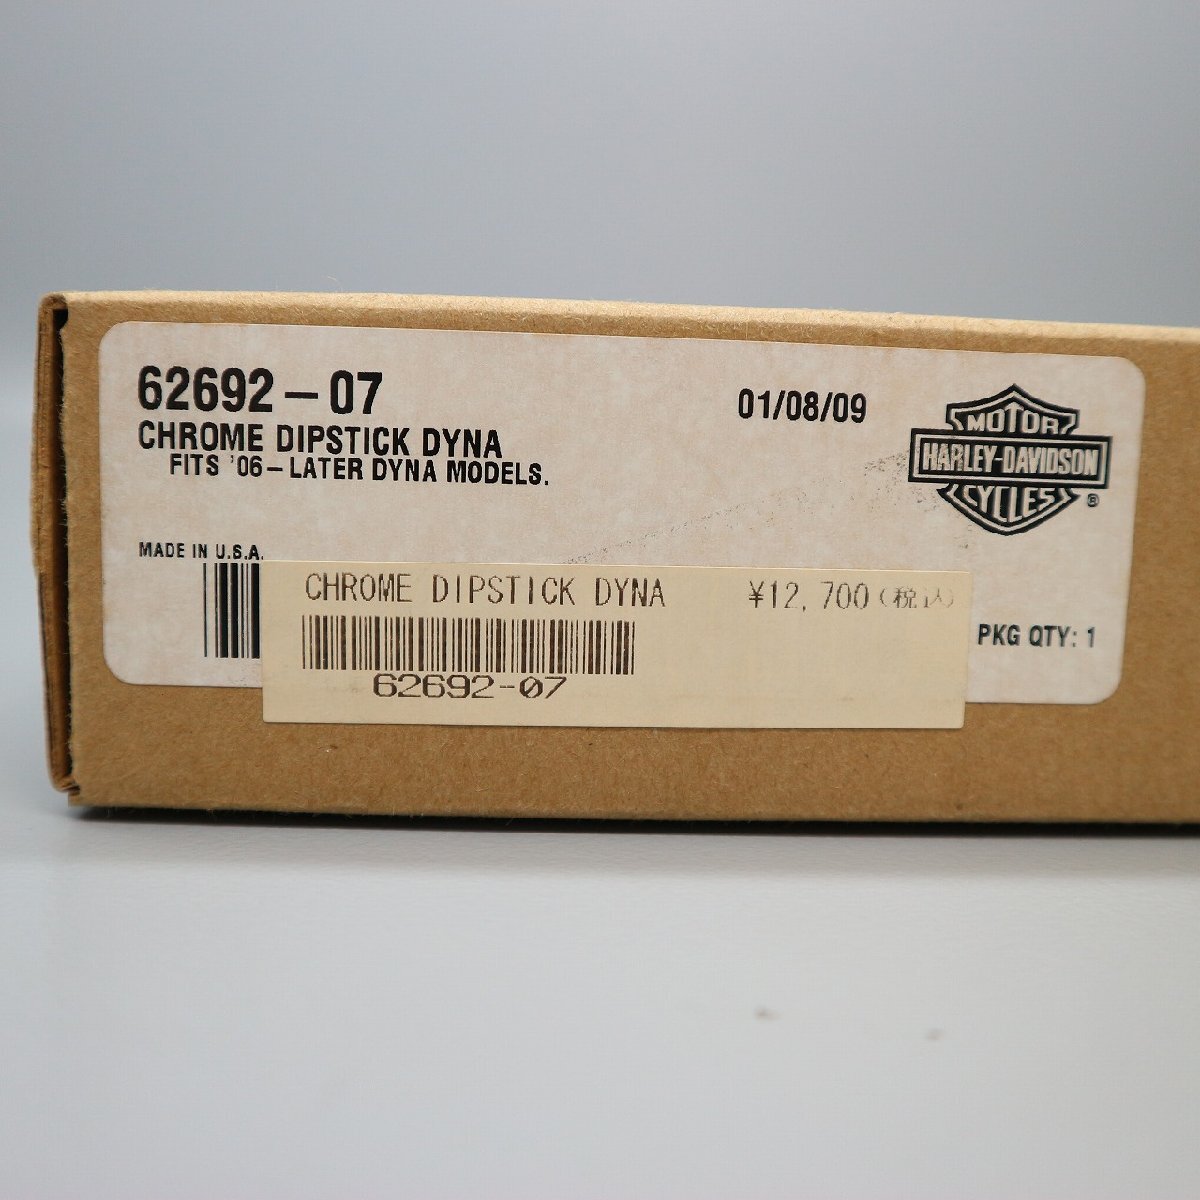 62692-07
01/08/09
CHROME DIPSTICK DYNA
FITS '06-LATER DYNA MODELS.
MOTOR
HARLEY-DAVIDSON
CYCLES
®
MADE IN U.S.A.
CHROME DIPSTICK DYNA ¥12,700(税込)
62692-07
PKG QTY: 1